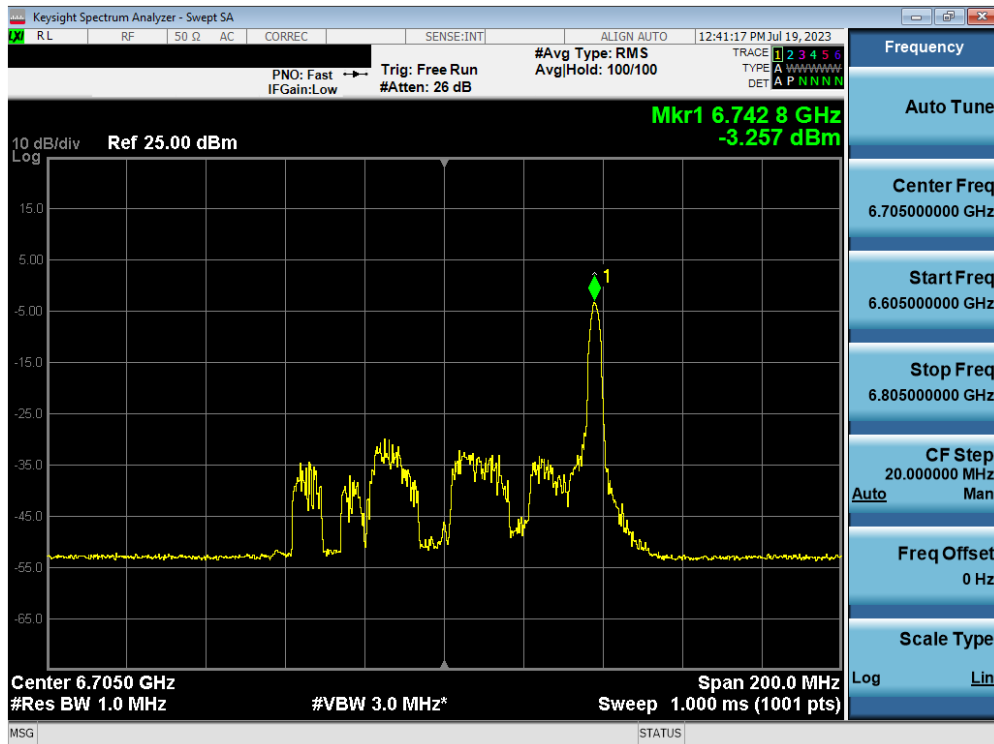 Keysight Spectrum Analyzer - Swept SA
LXI RL RF 50 Ω AC CORREC SENSE:INT ALIGN AUTO 12:41:17 PM Jul 19, 2023
PNO: Fast
IFGain:Low
Trig: Free Run
#Atten: 26 dB
#Avg Type: RMS
Avg|Hold: 100/100
TRACE 1 2 3 4 5 6
TYPE A W W W W W
DET A P N N N N
Mkr1 6.742 8 GHz
-3.257 dBm
10 dB/div Ref 25.00 dBm
Log
15.0
5.00
-5.00
-15.0
-25.0
-35.0
-45.0
-55.0
-65.0
1
Center 6.7050 GHz Span 200.0 MHz
#Res BW 1.0 MHz #VBW 3.0 MHz* Sweep 1.000 ms (1001 pts)
MSG STATUS
Frequency
Auto Tune
Center Freq
6.705000000 GHz
Start Freq
6.605000000 GHz
Stop Freq
6.805000000 GHz
CF Step
20.000000 MHz
Auto Man
Freq Offset
0 Hz
Scale Type
Log Lin